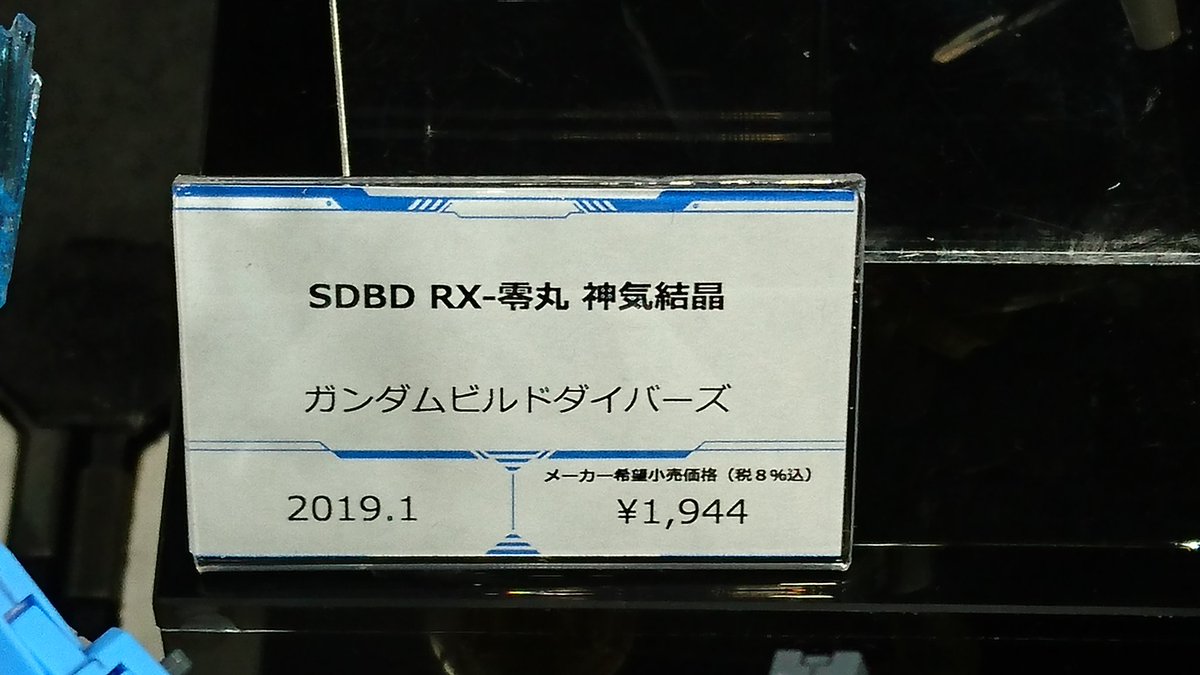 SDBD RX-零丸 神気結晶
ガンダムビルドダイバーズ
メーカー希望小売価格（税８％込）
2019.1
¥1,944